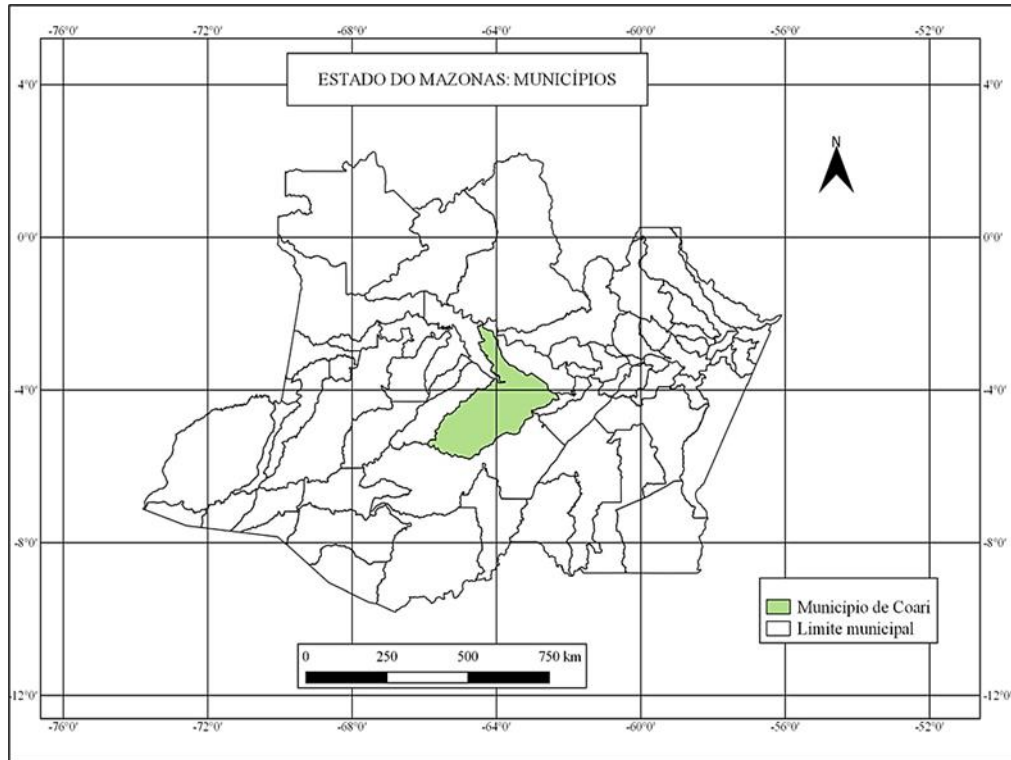 -76°0' -72°0' -68°0' -64°0' -60°0' -56°0' -52°0'
ESTADO DO MAZONAS: MUNICÍPIOS
4°0' 4°0'
N
0°0' 0°0'
-4°0' -4°0'
-8°0' -8°0'
Município de Coari
Limite municipal
0 250 500 750 km
-12°0' -12°0'
-76°0' -72°0' -68°0' -64°0' -60°0' -56°0' -52°0'